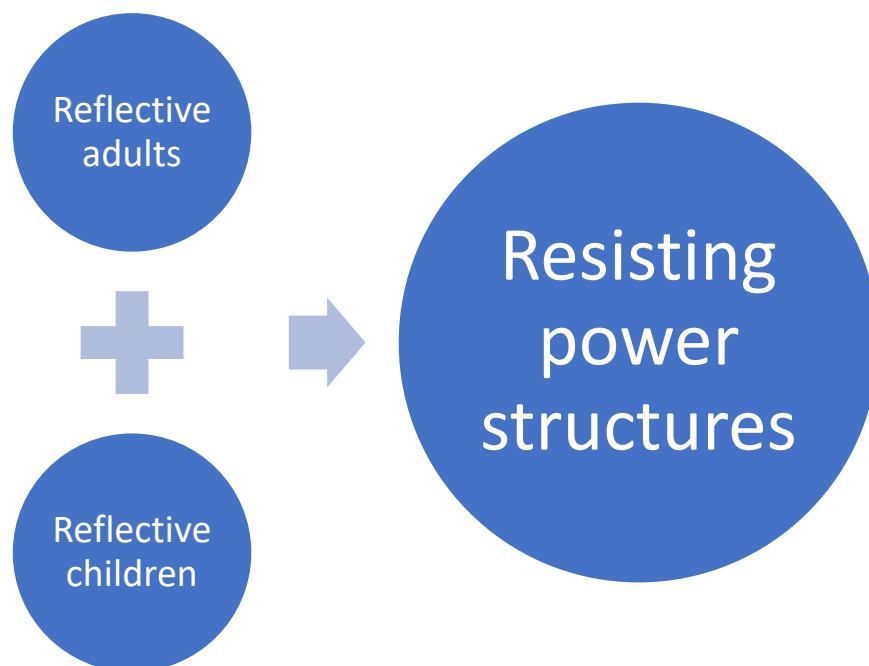 Reflective
adults
Reflective
children
Resisting
power
structures